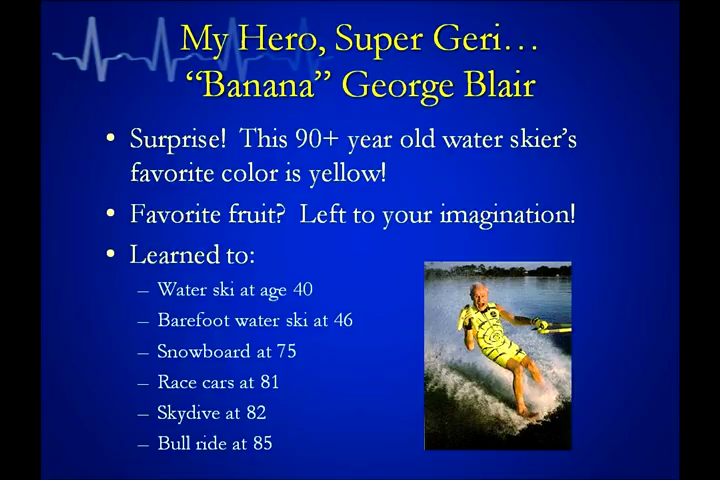 My Hero, Super Geri…
“Banana” George Blair
• Surprise!  This 90+ year old water skier’s
favorite color is yellow!
• Favorite fruit?  Left to your imagination!
• Learned to:
– Water ski at age 40
– Barefoot water ski at 46
– Snowboard at 75
– Race cars at 81
– Skydive at 82
– Bull ride at 85